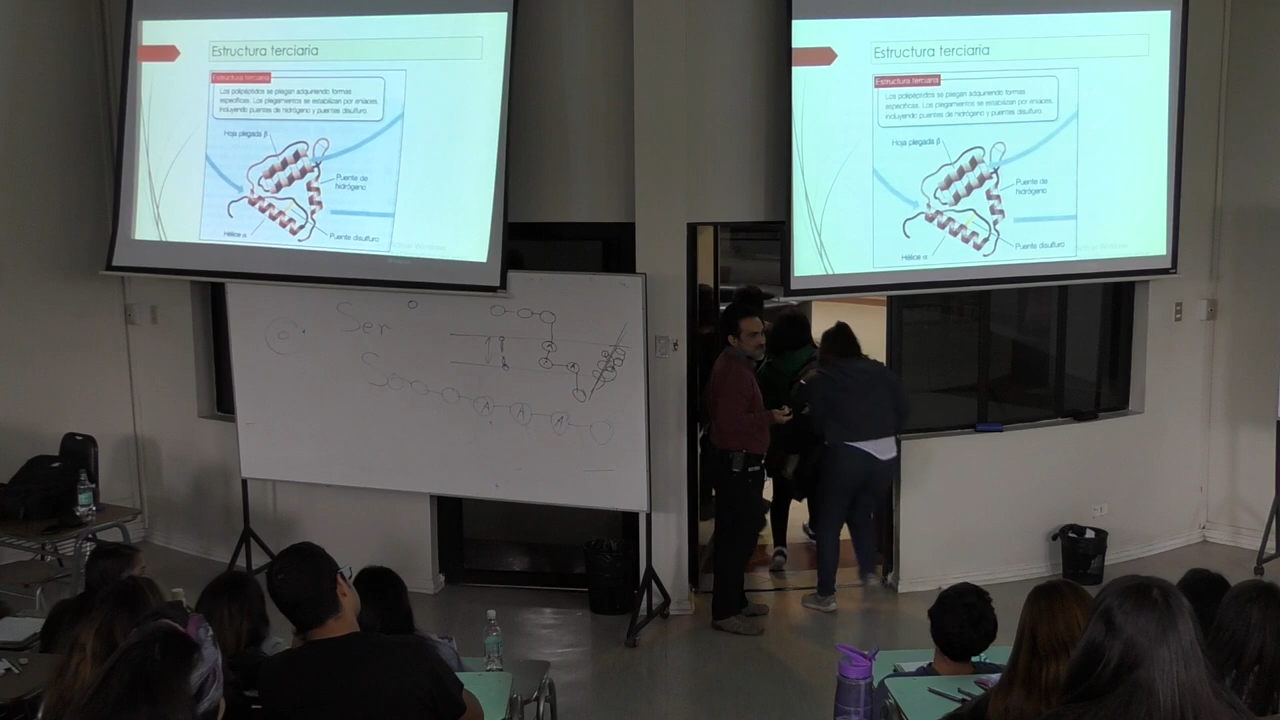 Estructura terciaria
Estructura terciaria
Los polipéptidos se pliegan adquiriendo formas
específicas. Los plegamientos se estabilizan por enlaces,
incluyendo puentes de hidrógeno y puentes disulfuro.
Hoja plegada β
Puente de
hidrógeno
Hélice α
Puente disulfuro
Estructura terciaria
Estructura terciaria
Los polipéptidos se pliegan adquiriendo formas
específicas. Los plegamientos se estabilizan por enlaces,
incluyendo puentes de hidrógeno y puentes disulfuro.
Hoja plegada β
Puente de
hidrógeno
Hélice α
Puente disulfuro
Ser
A
A
A A A